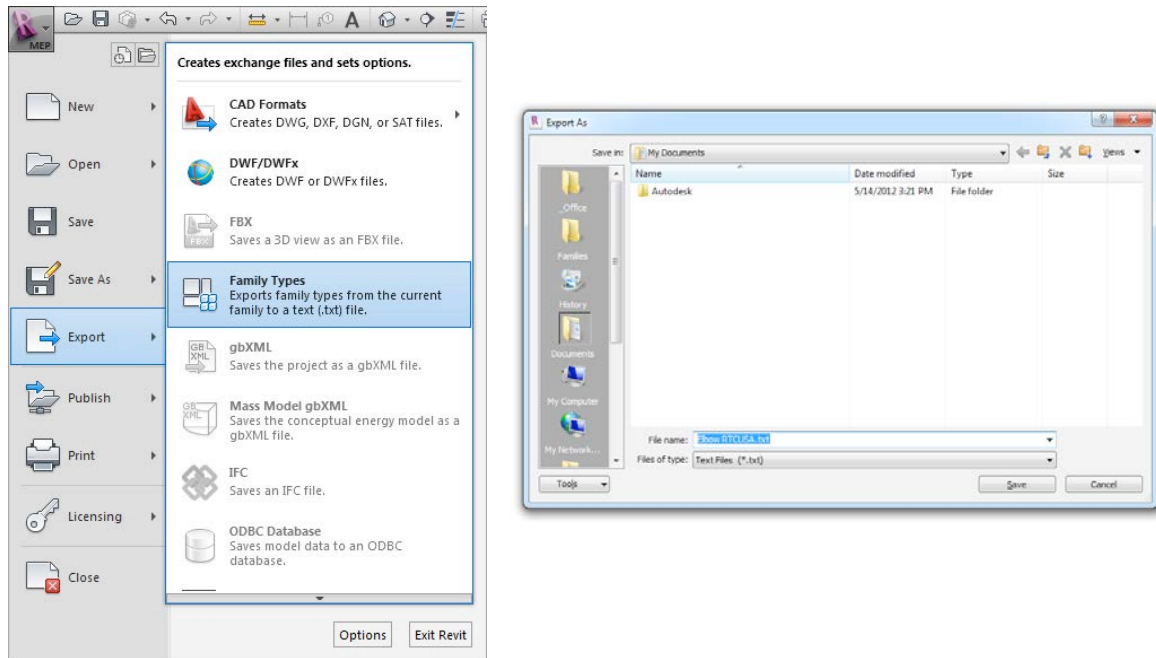 MEP
Creates exchange files and sets options.
New
Open
Save
Save As
Export
Publish
Print
Licensing
Close
CAD Formats
Creates DWG, DXF, DGN, or SAT files.
DWF/DWFx
Creates DWF or DWFx files.
FBX
Saves a 3D view as an FBX file.
Family Types
Exports family types from the current
family to a text (.txt) file.
gbXML
Saves the project as a gbXML file.
Mass Model gbXML
Saves the conceptual energy model as a
gbXML file.
IFC
Saves an IFC file.
ODBC Database
Saves model data to an ODBC
database.
Options
Exit Revit
Export As
Save in:
My Documents
Views
Name
Date modified
Type
Size
Autodesk
5/14/2012 3:21 PM
File folder
_Office
Families
History
Documents
My Computer
My Network...
File name:
Elbow RTCUSA.txt
Files of type:
Text Files (*.txt)
Tools
Save
Cancel